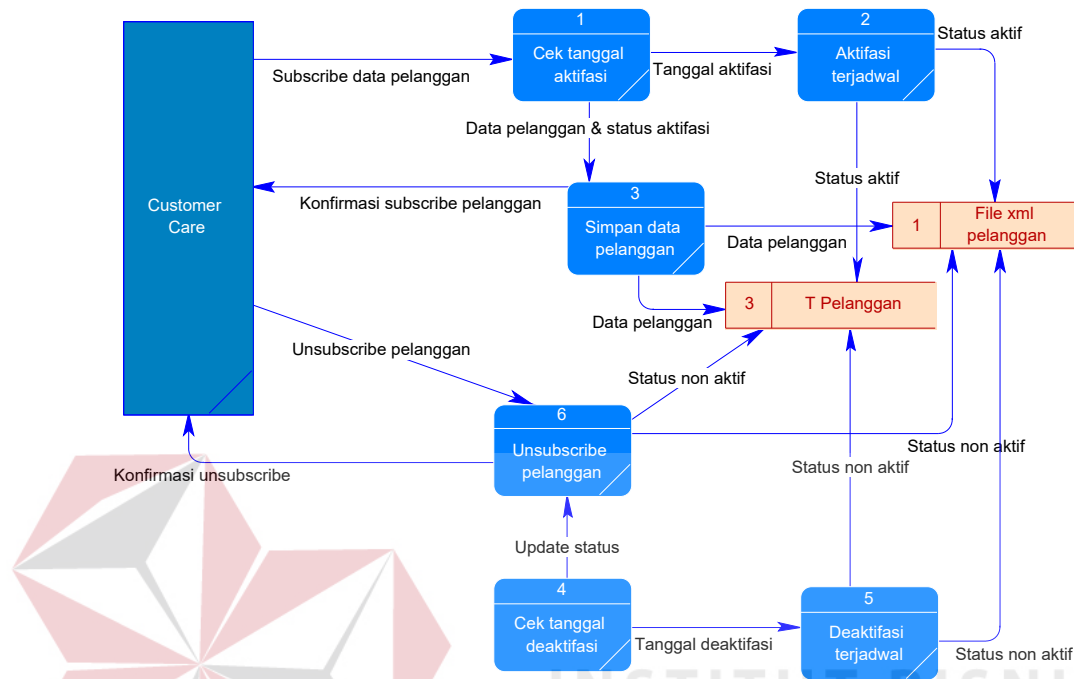 1
Cek tanggal
aktifasi
2
Aktifasi
terjadwal
Status aktif
Subscribe data pelanggan
Tanggal aktifasi
Data pelanggan & status aktifasi
Customer
Care
Konfirmasi subscribe pelanggan
3
Simpan data
pelanggan
Status aktif
1
File xml
pelanggan
Data pelanggan
3
T Pelanggan
Data pelanggan
Unsubscribe pelanggan
Status non aktif
6
Unsubscribe
pelanggan
Status non aktif
Status non aktif
Konfirmasi unsubscribe
Update status
4
Cek tanggal
deaktifasi
Tanggal deaktifasi
5
Deaktifasi
terjadwal
Status non aktif